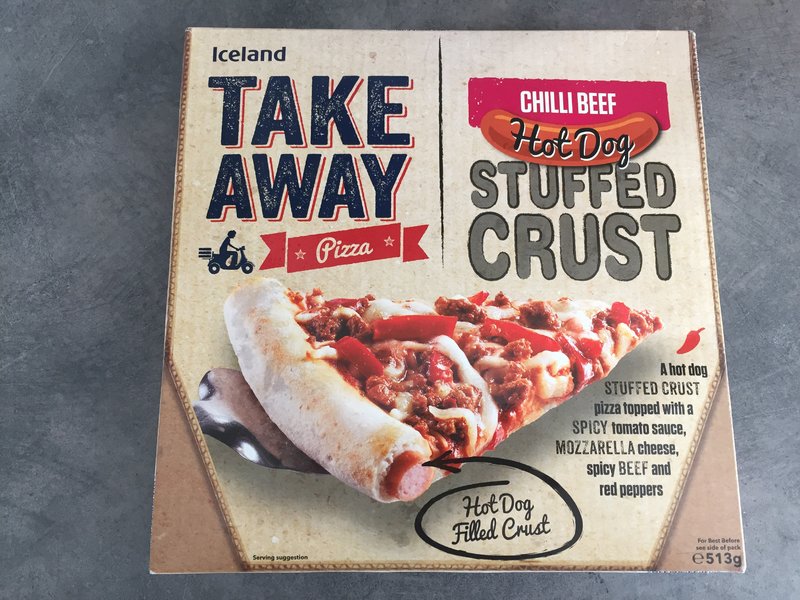 Iceland
TAKE
AWAY
Pizza
CHILLI BEEF
Hot Dog
STUFFED
CRUST
A hot dog
STUFFED CRUST
pizza topped with a
SPICY tomato sauce,
MOZZARELLA cheese,
spicy BEEF and
red peppers
Hot Dog
Filled Crust
Serving suggestion
For Best Before
see side of pack
℮513g